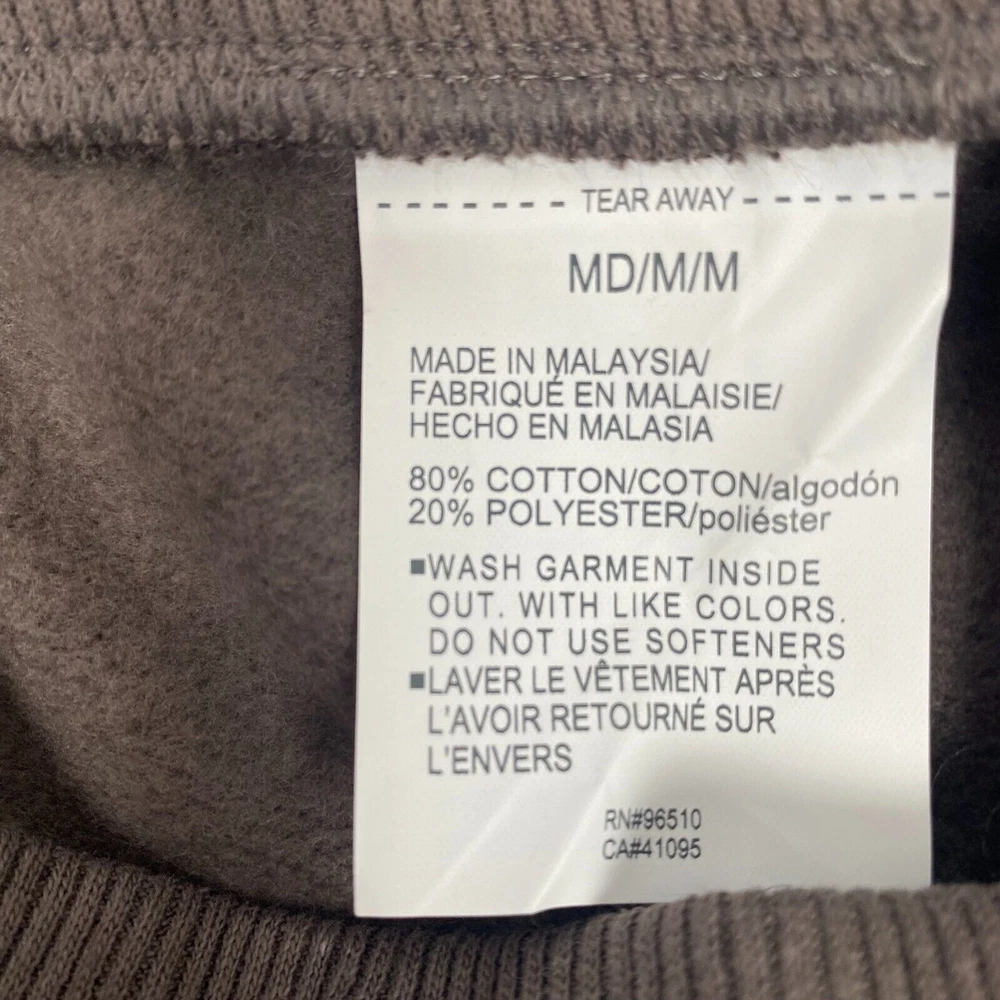 - - - - - - - TEAR AWAY - - - - - - -
MD/M/M
MADE IN MALAYSIA/
FABRIQUÉ EN MALAISIE/
HECHO EN MALASIA
80% COTTON/COTON/algodón
20% POLYESTER/poliéster
▪WASH GARMENT INSIDE
OUT. WITH LIKE COLORS.
DO NOT USE SOFTENERS
▪LAVER LE VÊTEMENT APRÈS
L'AVOIR RETOURNÉ SUR
L'ENVERS
RN#96510
CA#41095